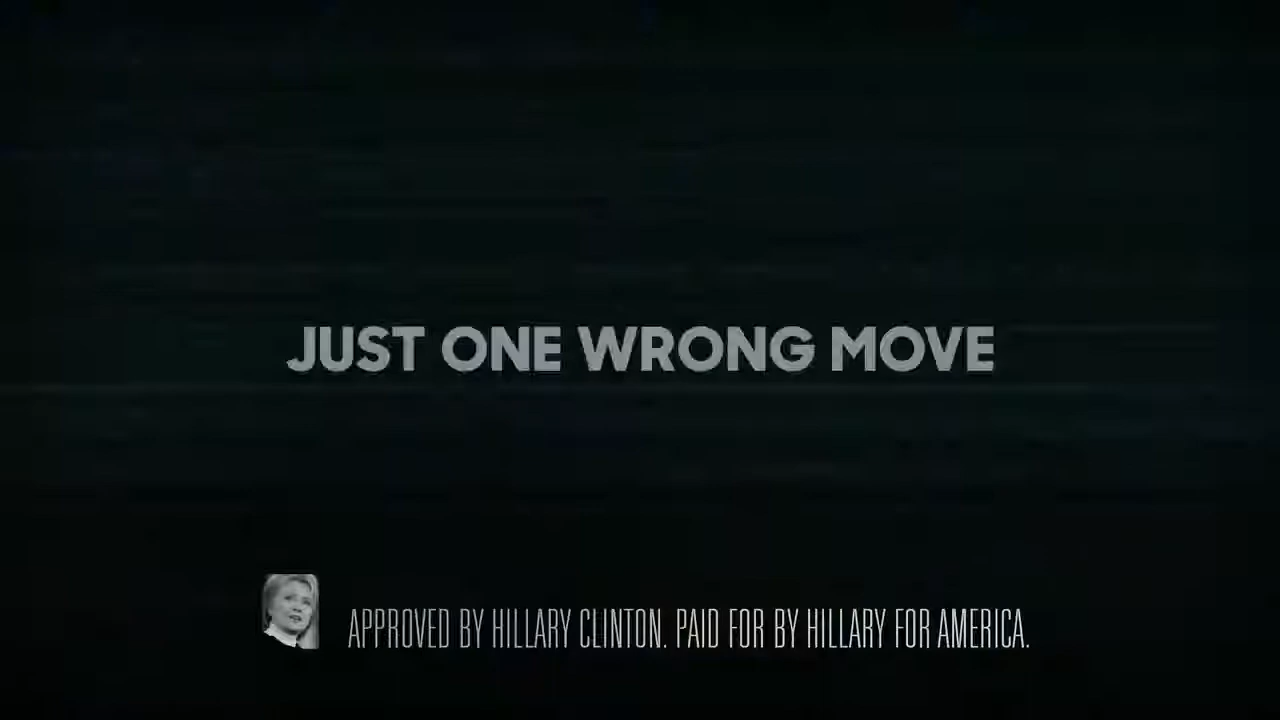 JUST ONE WRONG MOVE
APPROVED BY HILLARY CLINTON. PAID FOR BY HILLARY FOR AMERICA.